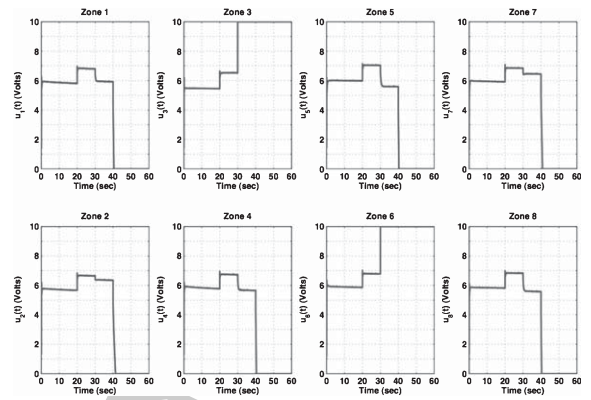 Zone 1
Zone 3
Zone 5
Zone 7
10
8
6
4
2
0
u1(t) (Volts)
0 10 20 30 40 50 60
Time (sec)
10
8
6
4
2
0
u3(t) (Volts)
0 10 20 30 40 50 60
Time (sec)
10
8
6
4
2
0
u5(t) (Volts)
0 10 20 30 40 50 60
Time (sec)
10
8
6
4
2
0
u7(t) (Volts)
0 10 20 30 40 50 60
Time (sec)
Zone 2
Zone 4
Zone 6
Zone 8
10
8
6
4
2
0
u2(t) (Volts)
0 10 20 30 40 50 60
Time (sec)
10
8
6
4
2
0
u4(t) (Volts)
0 10 20 30 40 50 60
Time (sec)
10
8
6
4
2
0
u6(t) (Volts)
0 10 20 30 40 50 60
Time (sec)
10
8
6
4
2
0
u8(t) (Volts)
0 10 20 30 40 50 60
Time (sec)